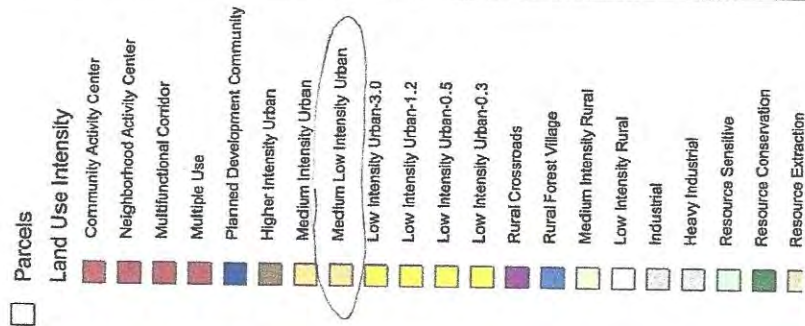 Parcels
Land Use Intensity
Community Activity Center
Neighborhood Activity Center
Multifunctional Corridor
Multiple Use
Planned Development Community
Higher Intensity Urban
Medium Intensity Urban
Medium Low Intensity Urban
Low Intensity Urban-3.0
Low Intensity Urban-1.2
Low Intensity Urban-0.5
Low Intensity Urban-0.3
Rural Crossroads
Rural Forest Village
Medium Intensity Rural
Low Intensity Rural
Industrial
Heavy Industrial
Resource Sensitive
Resource Conservation
Resource Extraction